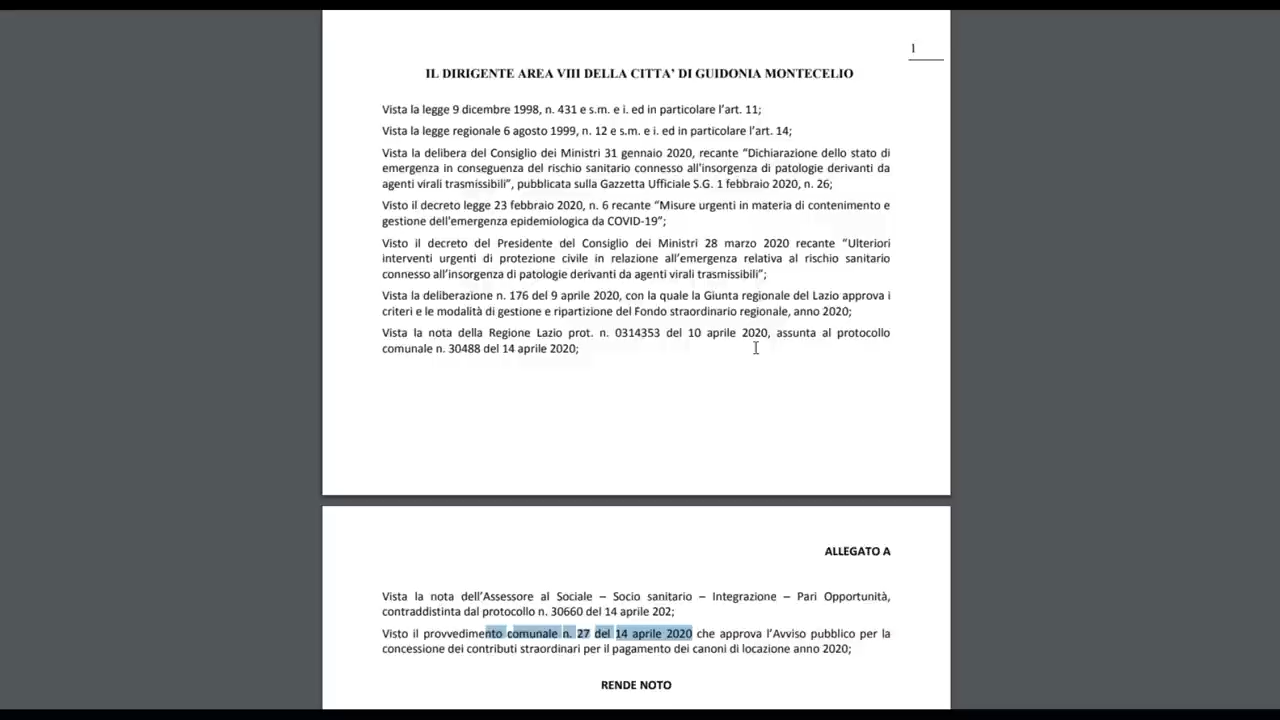 1
IL DIRIGENTE AREA VIII DELLA CITTA’ DI GUIDONIA MONTECELIO
Vista la legge 9 dicembre 1998, n. 431 e s.m. e i. ed in particolare l’art. 11;
Vista la legge regionale 6 agosto 1999, n. 12 e s.m. e i. ed in particolare l’art. 14;
Vista la delibera del Consiglio dei Ministri 31 gennaio 2020, recante “Dichiarazione dello stato di
emergenza in conseguenza del rischio sanitario connesso all’insorgenza di patologie derivanti da
agenti virali trasmissibili”, pubblicata sulla Gazzetta Ufficiale S.G. 1 febbraio 2020, n. 26;
Visto il decreto legge 23 febbraio 2020, n. 6 recante “Misure urgenti in materia di contenimento e
gestione dell'emergenza epidemiologica da COVID-19”;
Visto il decreto del Presidente del Consiglio dei Ministri 28 marzo 2020 recante “Ulteriori
interventi urgenti di protezione civile in relazione all’emergenza relativa al rischio sanitario
connesso all’insorgenza di patologie derivanti da agenti virali trasmissibili”;
Vista la deliberazione n. 176 del 9 aprile 2020, con la quale la Giunta regionale del Lazio approva i
criteri e le modalità di gestione e ripartizione del Fondo straordinario regionale, anno 2020;
Vista la nota della Regione Lazio prot. n. 0314353 del 10 aprile 2020, assunta al protocollo
comunale n. 30488 del 14 aprile 2020;
ALLEGATO A
Vista la nota dell’Assessore al Sociale – Socio sanitario – Integrazione – Pari Opportunità,
contraddistinta dal protocollo n. 30660 del 14 aprile 202;
Visto il provvedimento comunale n. 27 del 14 aprile 2020 che approva l’Avviso pubblico per la
concessione dei contributi straordinari per il pagamento dei canoni di locazione anno 2020;
RENDE NOTO